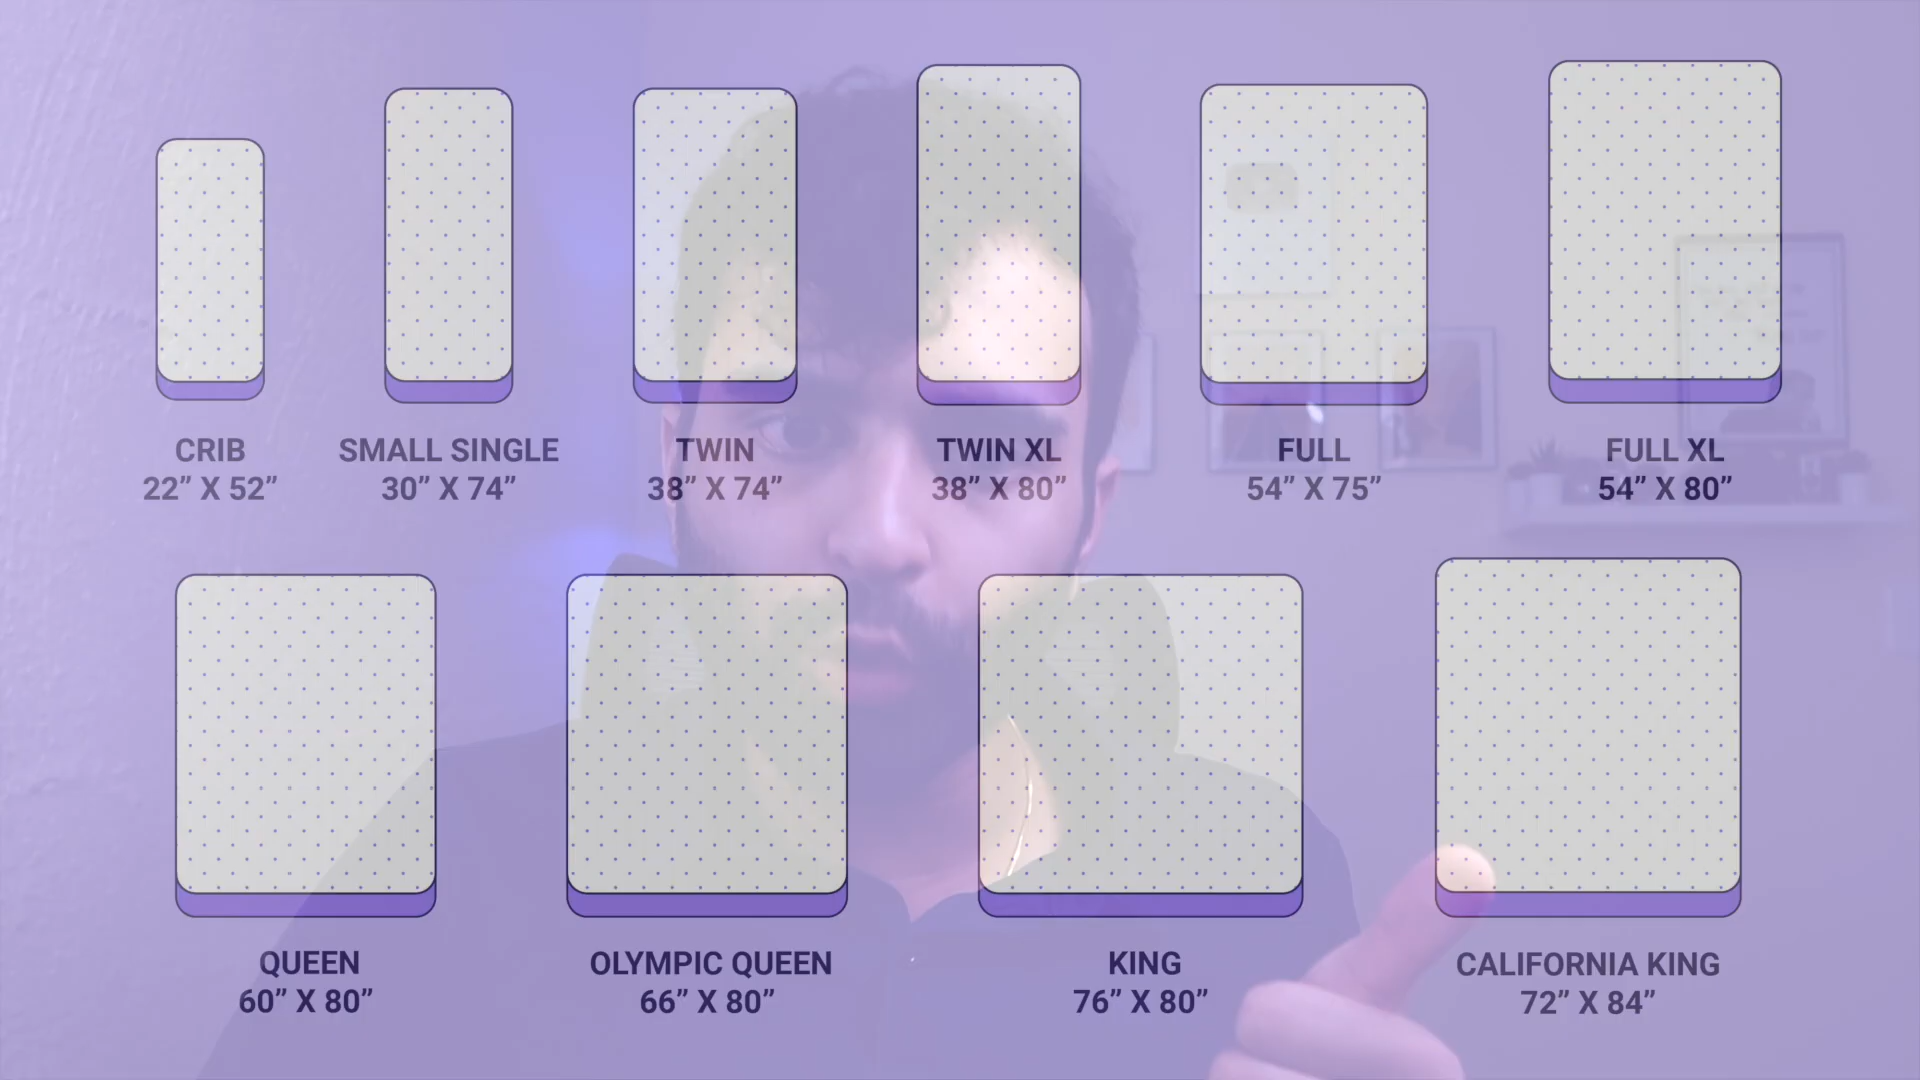 CRIB
22” X 52”
SMALL SINGLE
30” X 74”
TWIN
38” X 74”
TWIN XL
38” X 80”
FULL
54” X 75”
FULL XL
54” X 80”
QUEEN
60” X 80”
OLYMPIC QUEEN
66” X 80”
KING
76” X 80”
CALIFORNIA KING
72” X 84”